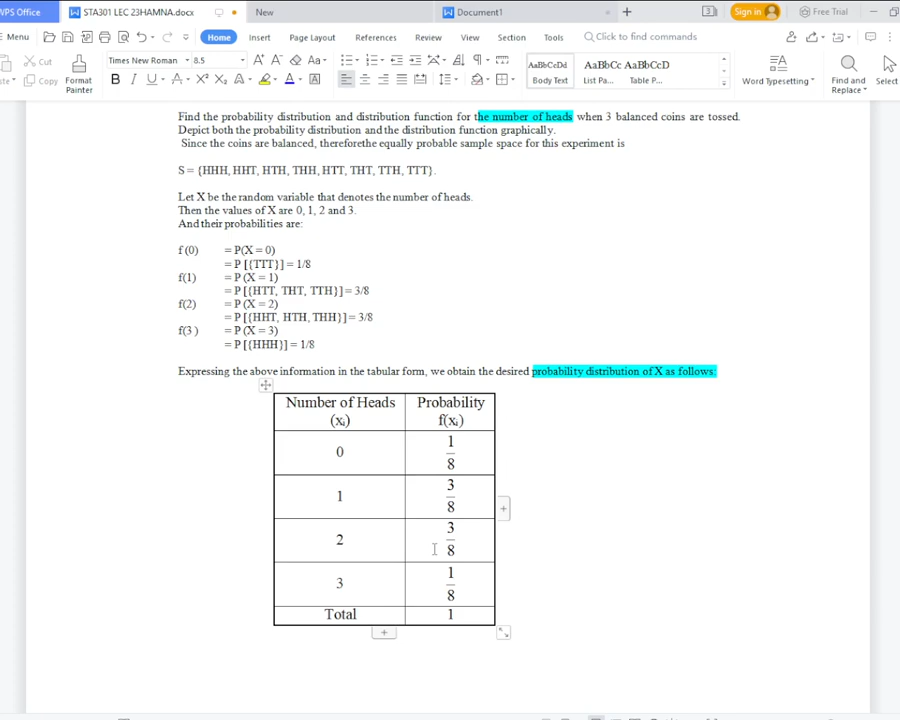 WPS Office
STA301 LEC 23HAMNA.docx
New
Document1
3
Sign in
Free Trial
Menu
Home
Insert
Page Layout
References
Review
View
Section
Tools
Click to find commands
Cut
Copy
Format Painter
Times New Roman
8.5
AaBbCcDd
Body Text
AaBbCc
List Pa...
AaBbCcD
Table P...
Word Typesetting
Find and Replace
Select
Find the probability distribution and distribution function for the number of heads when 3 balanced coins are tossed.
Depict both the probability distribution and the distribution function graphically.
Since the coins are balanced, thereforethe equally probable sample space for this experiment is
S = {HHH, HHT, HTH, THH, HTT, THT, TTH, TTT}.
Let X be the random variable that denotes the number of heads.
Then the values of X are 0, 1, 2 and 3.
And their probabilities are:
f (0) = P(X = 0)
= P [{TTT}] = 1/8
f(1) = P (X = 1)
= P [{HTT, THT, TTH}] = 3/8
f(2) = P (X = 2)
= P [{HHT, HTH, THH}] = 3/8
f(3 ) = P (X = 3)
= P [{HHH}] = 1/8
Expressing the above information in the tabular form, we obtain the desired probability distribution of X as follows:
Number of Heads (xᵢ) Probability f(xᵢ)
0 1/8
1 3/8
2 3/8
3 1/8
Total 1